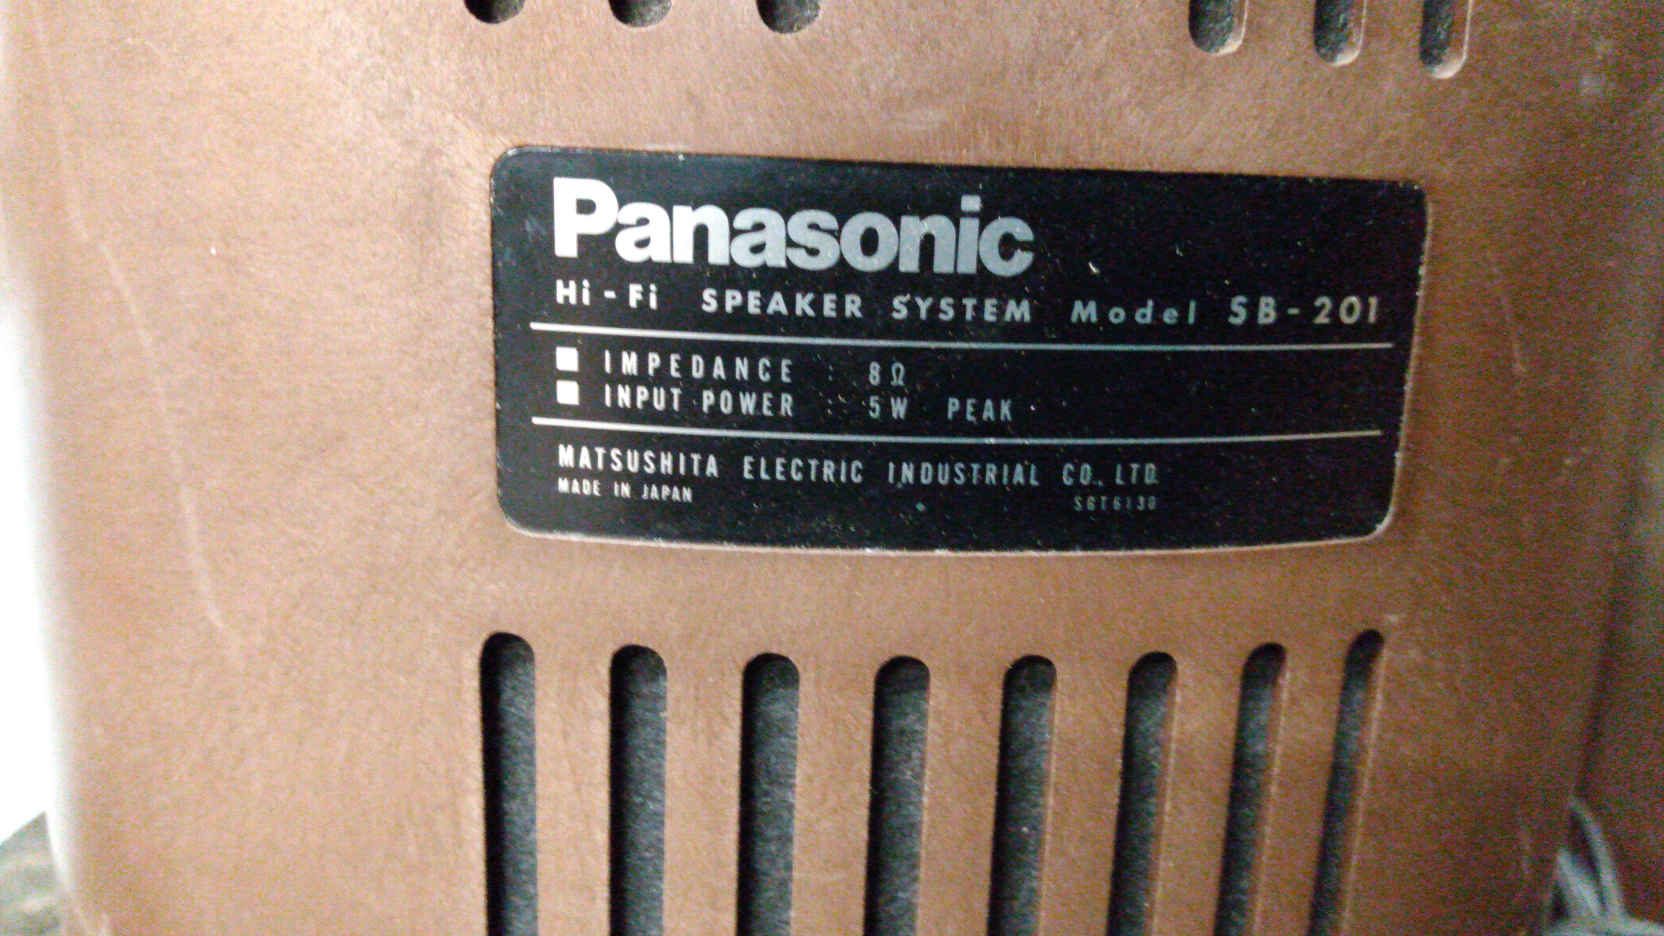 Panasonic
Hi-Fi SPEAKER SYSTEM Model SB-201
IMPEDANCE : 8Ω
INPUT POWER : 5W PEAK
MATSUSHITA ELECTRIC INDUSTRIAL CO., LTD.
MADE IN JAPAN